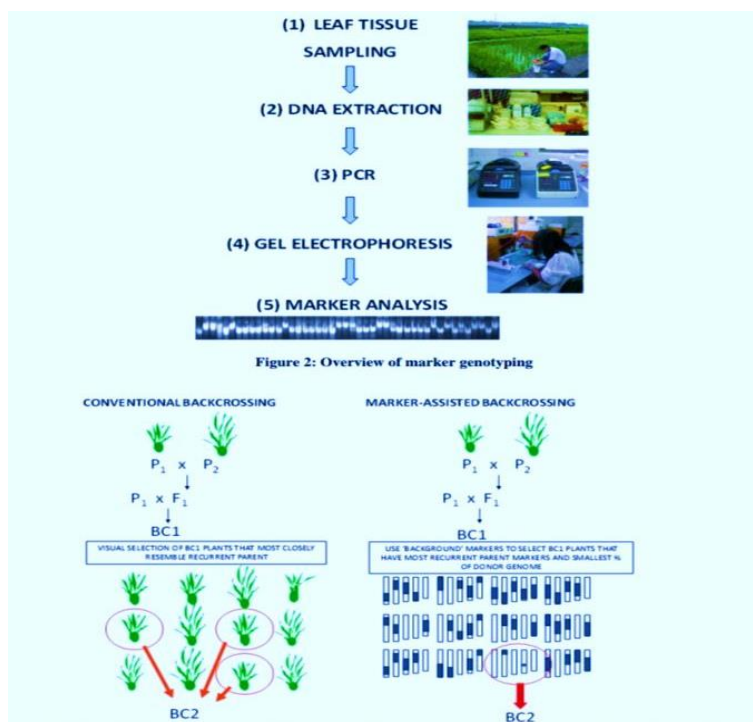 (1) LEAF TISSUE
SAMPLING
(2) DNA EXTRACTION
(3) PCR
(4) GEL ELECTROPHORESIS
(5) MARKER ANALYSIS
Figure 2: Overview of marker genotyping
CONVENTIONAL BACKCROSSING
P₁ x P₂
P₁ x F₁
BC1
VISUAL SELECTION OF BC1 PLANTS THAT MOST CLOSELY
RESEMBLE RECURRENT PARENT
BC2
MARKER-ASSISTED BACKCROSSING
P₁ x P₂
P₁ x F₁
BC1
USE 'BACKGROUND' MARKERS TO SELECT BC1 PLANTS THAT
HAVE MOST RECURRENT PARENT MARKERS AND SMALLEST %
OF DONOR GENOME
BC2